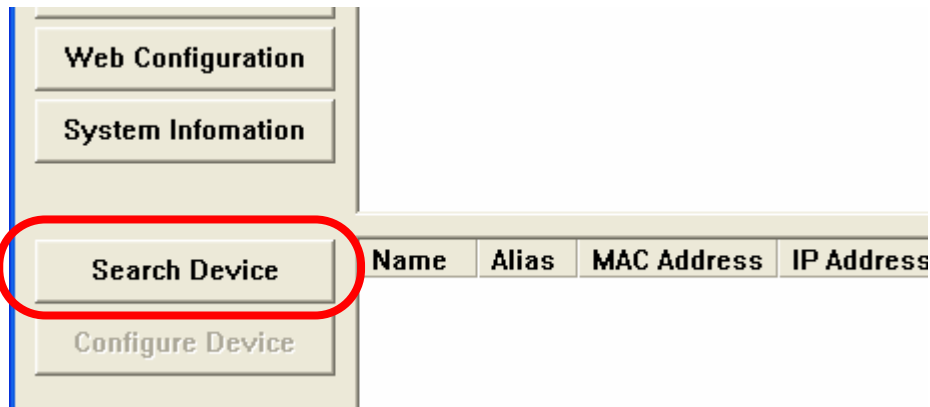 Web Configuration
System Infomation
Search Device
Name Alias MAC Address IP Address
Configure Device